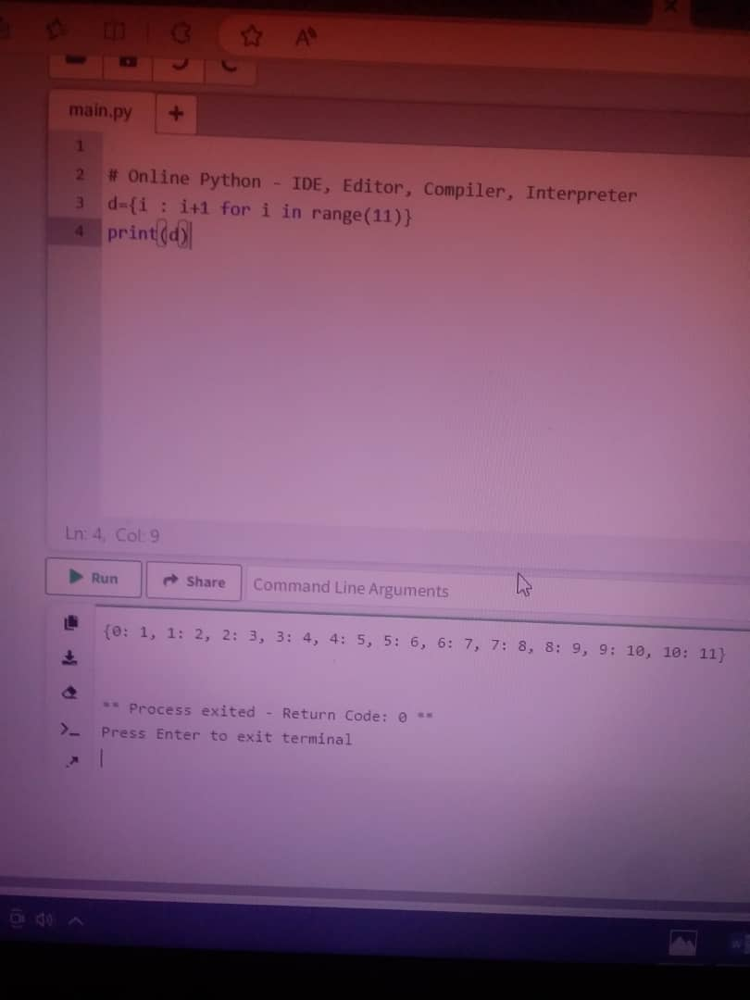 main.py
1
2 # Online Python - IDE, Editor, Compiler, Interpreter
3 d={i : i+1 for i in range(11)}
4 print(d)
Ln: 4, Col: 9
Run Share Command Line Arguments
{0: 1, 1: 2, 2: 3, 3: 4, 4: 5, 5: 6, 6: 7, 7: 8, 8: 9, 9: 10, 10: 11}
** Process exited - Return Code: 0 **
Press Enter to exit terminal